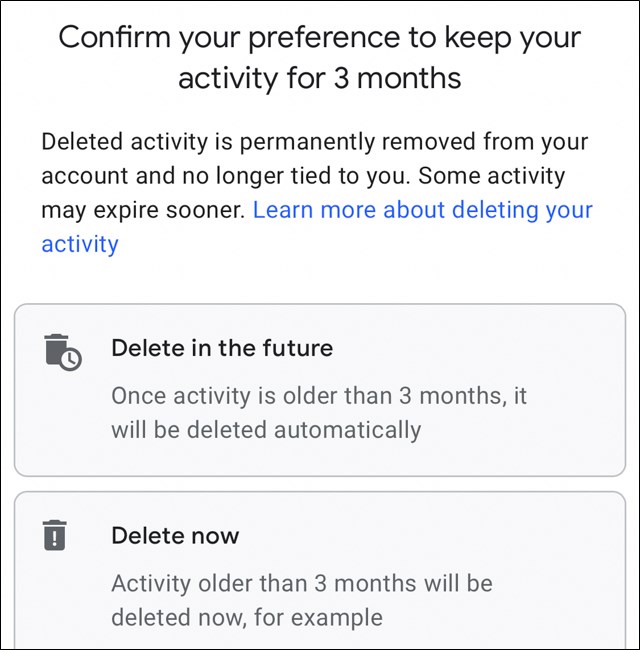 Confirm your preference to keep your
activity for 3 months
Deleted activity is permanently removed from your
account and no longer tied to you. Some activity
may expire sooner. Learn more about deleting your
activity
Delete in the future
Once activity is older than 3 months, it
will be deleted automatically
Delete now
Activity older than 3 months will be
deleted now, for example